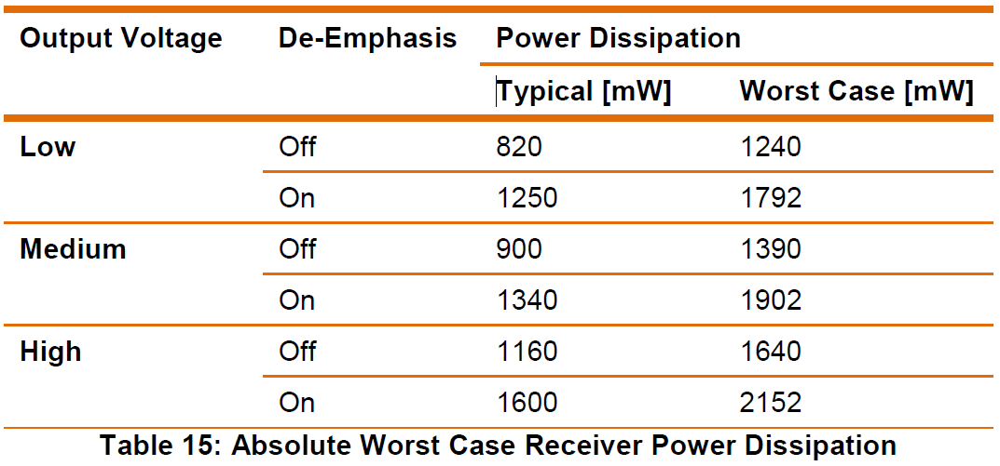 Output Voltage De-Emphasis Power Dissipation
Typical [mW] Worst Case [mW]
Low Off 820 1240
On 1250 1792
Medium Off 900 1390
On 1340 1902
High Off 1160 1640
On 1600 2152
Table 15: Absolute Worst Case Receiver Power Dissipation